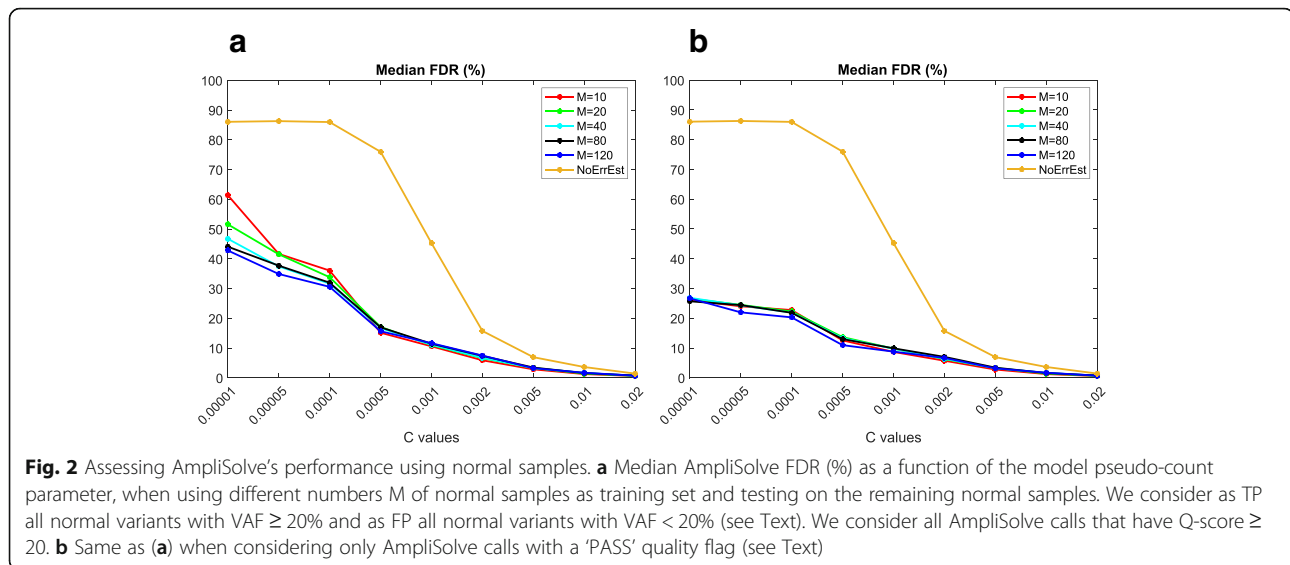 a
Median FDR (%)
100
90
80
70
60
50
40
30
20
10
0
M=10
M=20
M=40
M=80
M=120
NoErrEst
0.00001
0.00005
0.0001
0.0005
0.001
0.002
0.005
0.01
0.02
C values
b
Median FDR (%)
100
90
80
70
60
50
40
30
20
10
0
M=10
M=20
M=40
M=80
M=120
NoErrEst
0.00001
0.00005
0.0001
0.0005
0.001
0.002
0.005
0.01
0.02
C values
Fig. 2 Assessing AmpliSolve's performance using normal samples. a Median AmpliSolve FDR (%) as a function of the model pseudo-count
parameter, when using different numbers M of normal samples as training set and testing on the remaining normal samples. We consider as TP
all normal variants with VAF ≥ 20% and as FP all normal variants with VAF < 20% (see Text). We consider all AmpliSolve calls that have Q-score ≥
20. b Same as (a) when considering only AmpliSolve calls with a 'PASS' quality flag (see Text)